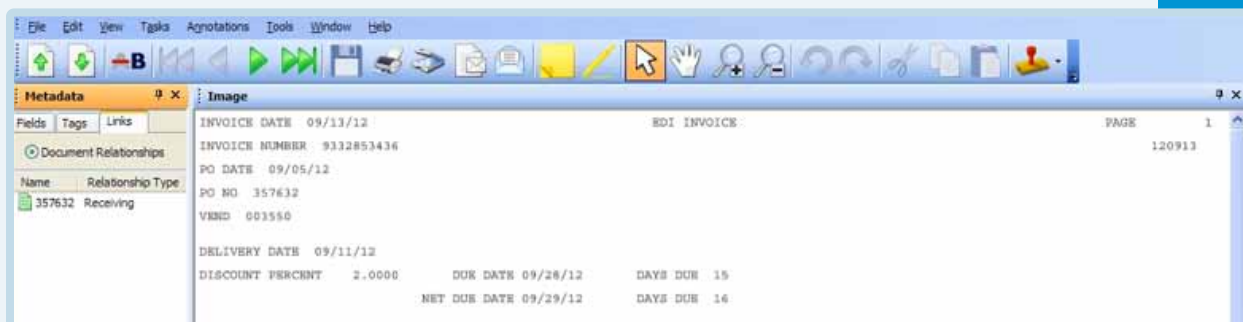 File Edit View Tasks Annotations Tools Window Help
B
Metadata
Fields Tags Links
Document Relationships
Name Relationship Type
357632 Receiving
Image
INVOICE DATE 09/13/12 EDI INVOICE PAGE 1
INVOICE NUMBER 9332853436 120913
PO DATE 09/05/12
PO NO 357632
VEND 003550
DELIVERY DATE 09/11/12
DISCOUNT PERCENT 2.0000 DUE DATE 09/28/12 DAYS DUE 15
NET DUE DATE 09/29/12 DAYS DUE 16